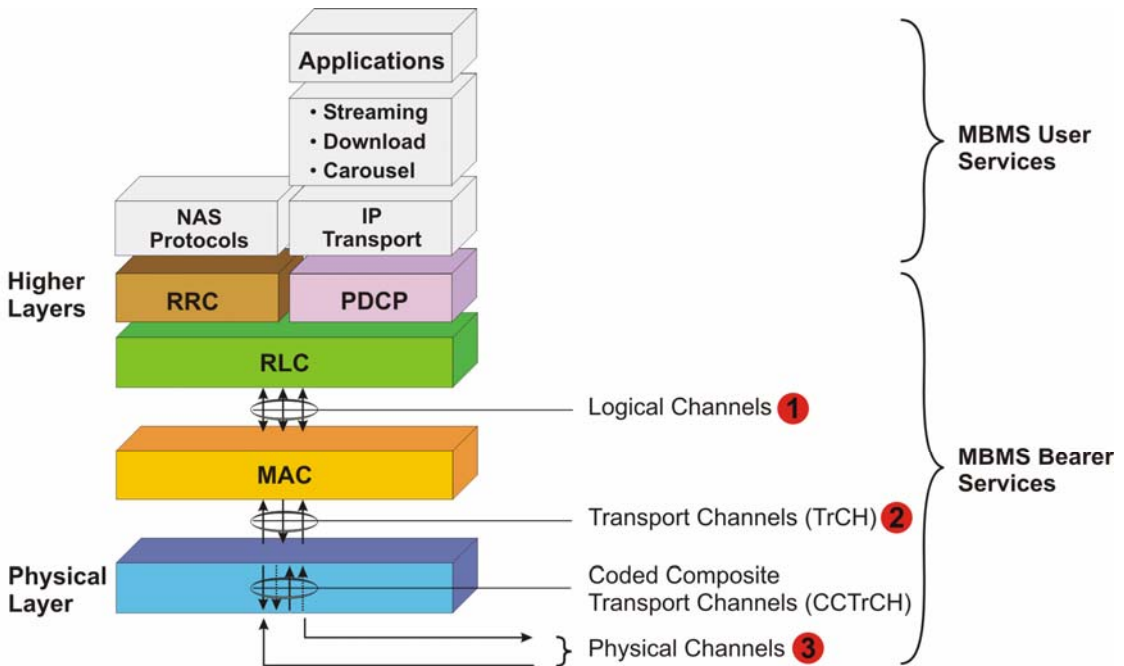 Applications
• Streaming
• Download
• Carousel
MBMS User
Services
NAS
Protocols
IP
Transport
Higher
Layers
RRC
PDCP
RLC
Logical Channels 1
MAC
MBMS Bearer
Services
Transport Channels (TrCH) 2
Physical
Layer
Coded Composite
Transport Channels (CCTrCH)
Physical Channels 3